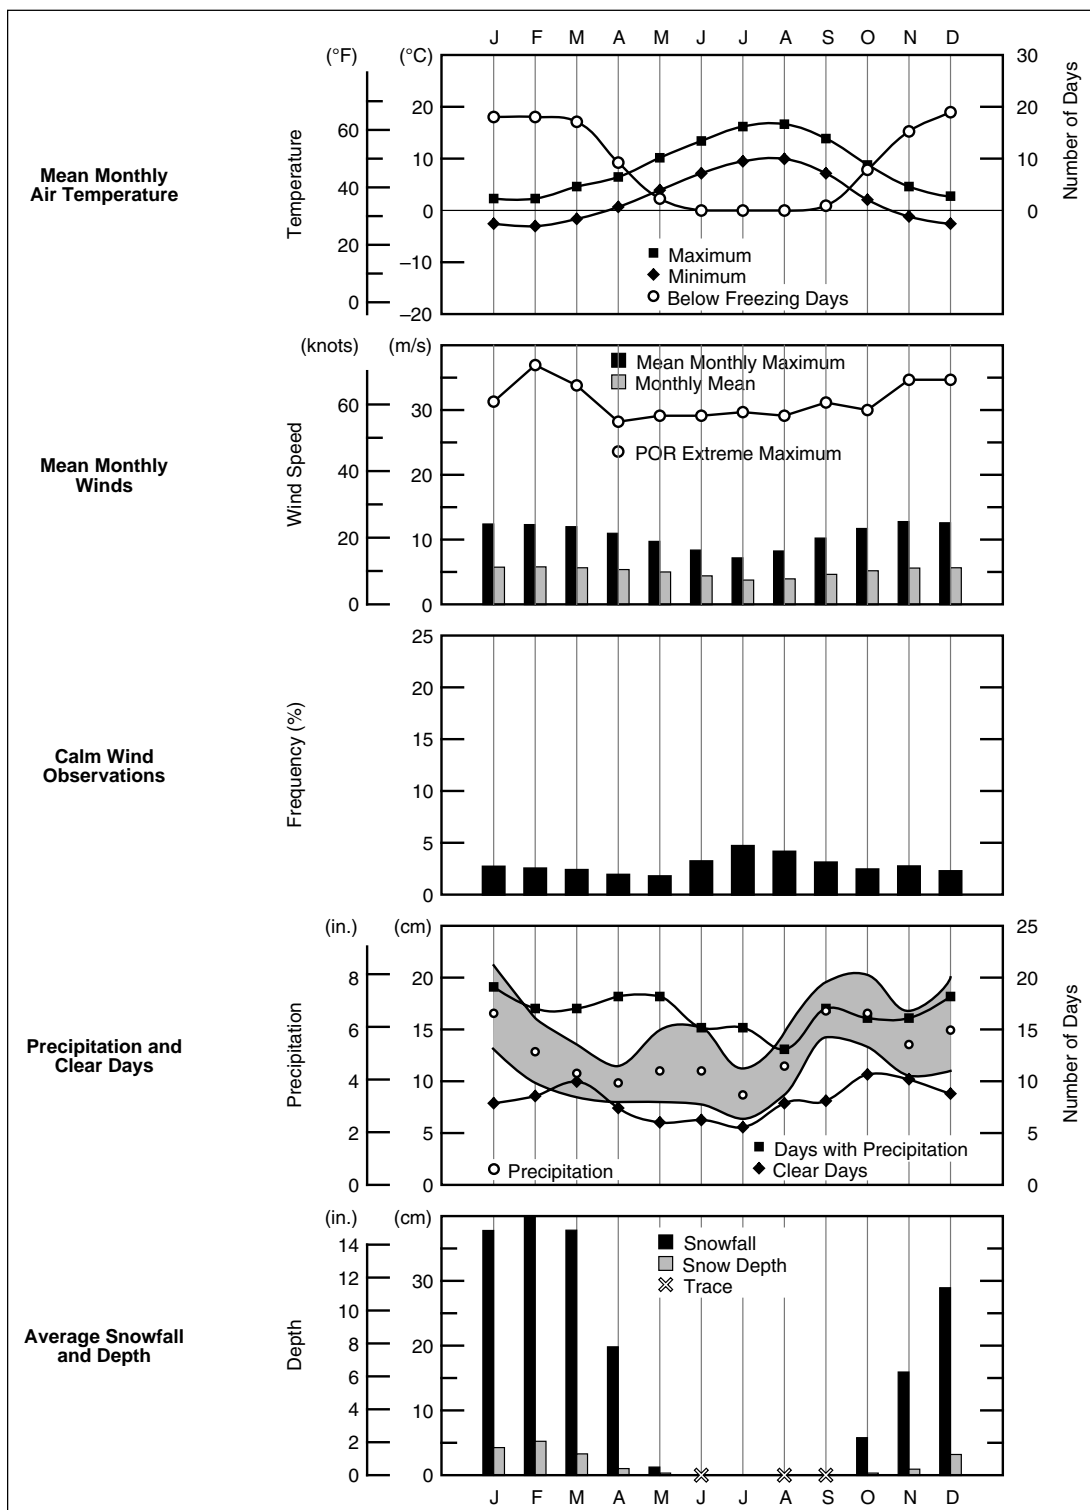 J F M A M J J A S O N D
(°F) (°C)
Mean Monthly
Air Temperature
Temperature
60
40
20
0
20
10
0
–10
–20
30
20
10
0
Number of Days
Maximum
Minimum
Below Freezing Days
(knots) (m/s)
Mean Monthly
Winds
Wind Speed
60
40
20
0
30
20
10
0
Mean Monthly Maximum
Monthly Mean
POR Extreme Maximum
Calm Wind
Observations
Frequency (%)
25
20
15
10
5
0
(in.) (cm)
Precipitation and
Clear Days
Precipitation
8
6
4
2
0
20
15
10
5
0
25
20
15
10
5
0
Number of Days
Days with Precipitation
Precipitation
Clear Days
(in.) (cm)
Average Snowfall
and Depth
Depth
14
12
10
8
6
4
2
0
30
20
10
0
Snowfall
Snow Depth
Trace
J F M A M J J A S O N D